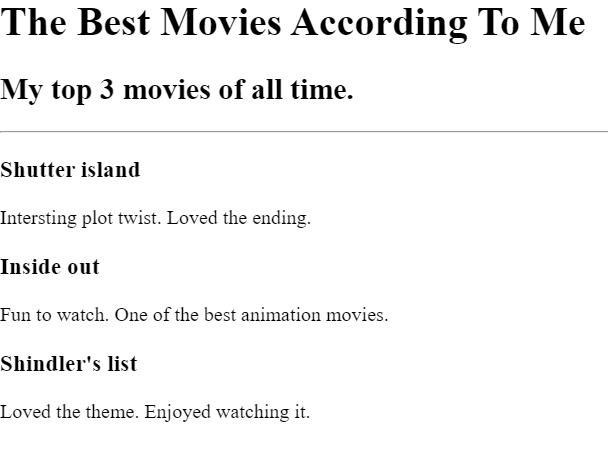 The Best Movies According To Me
My top 3 movies of all time.
Shutter island
Intersting plot twist. Loved the ending.
Inside out
Fun to watch. One of the best animation movies.
Shindler's list
Loved the theme. Enjoyed watching it.